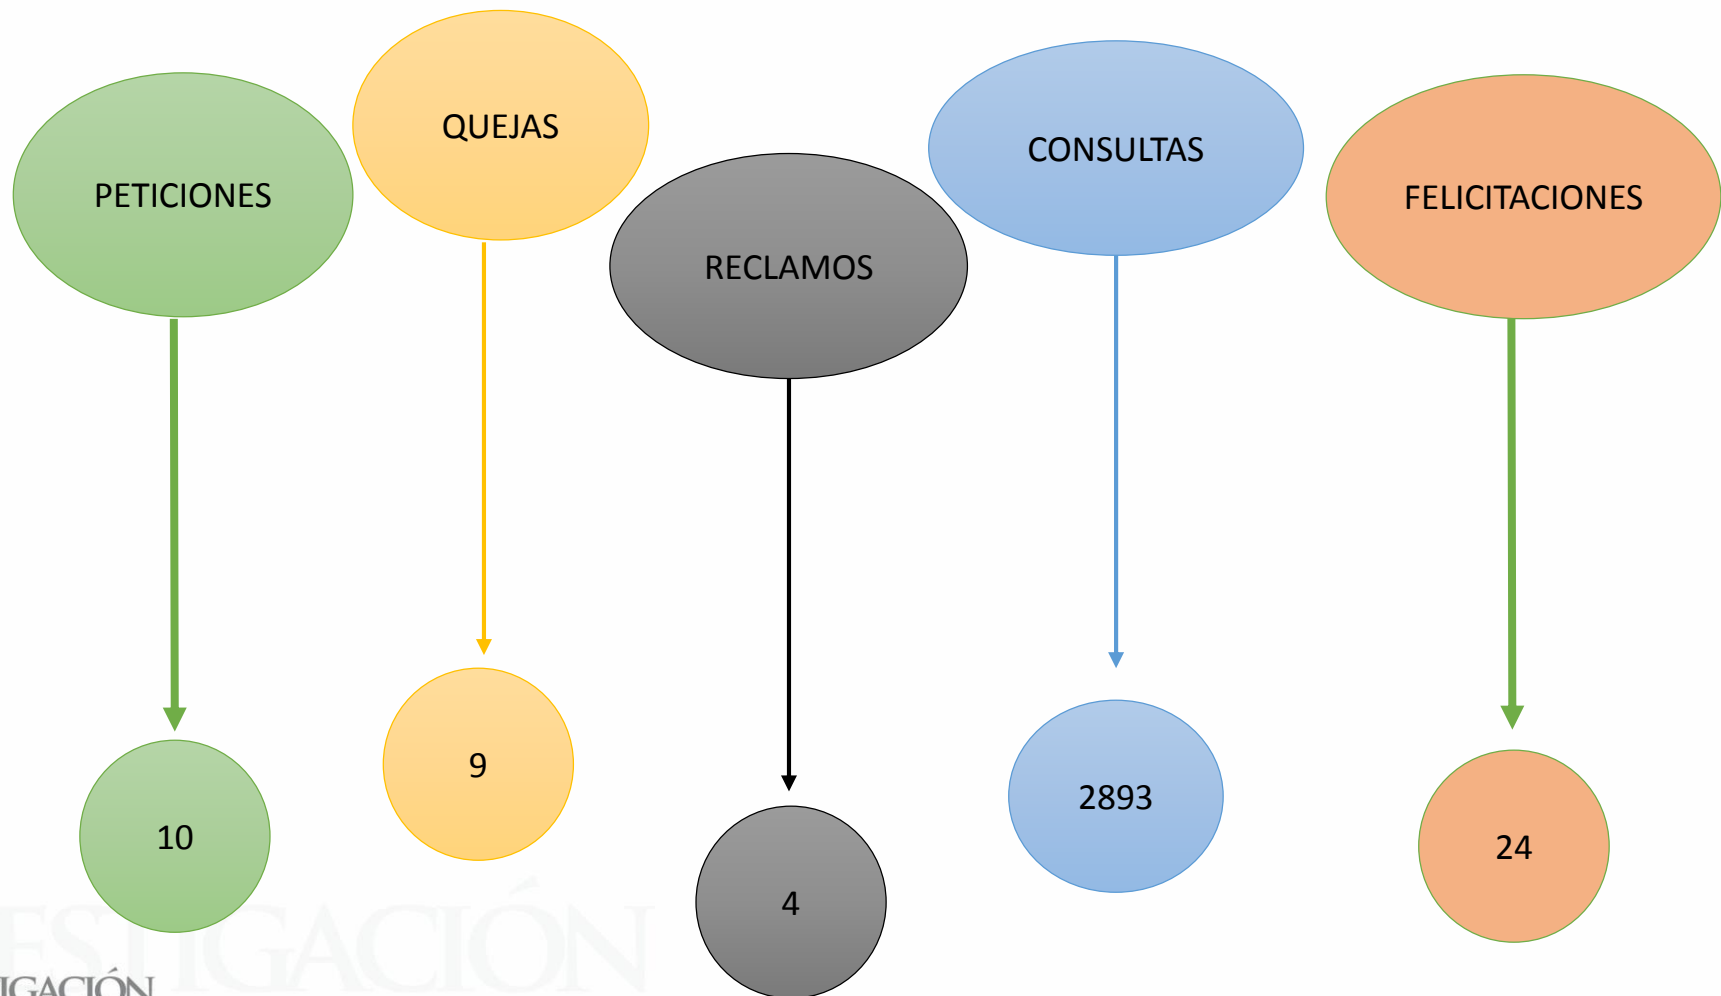 PETICIONES
QUEJAS
RECLAMOS
CONSULTAS
FELICITACIONES
10
9
4
2893
24